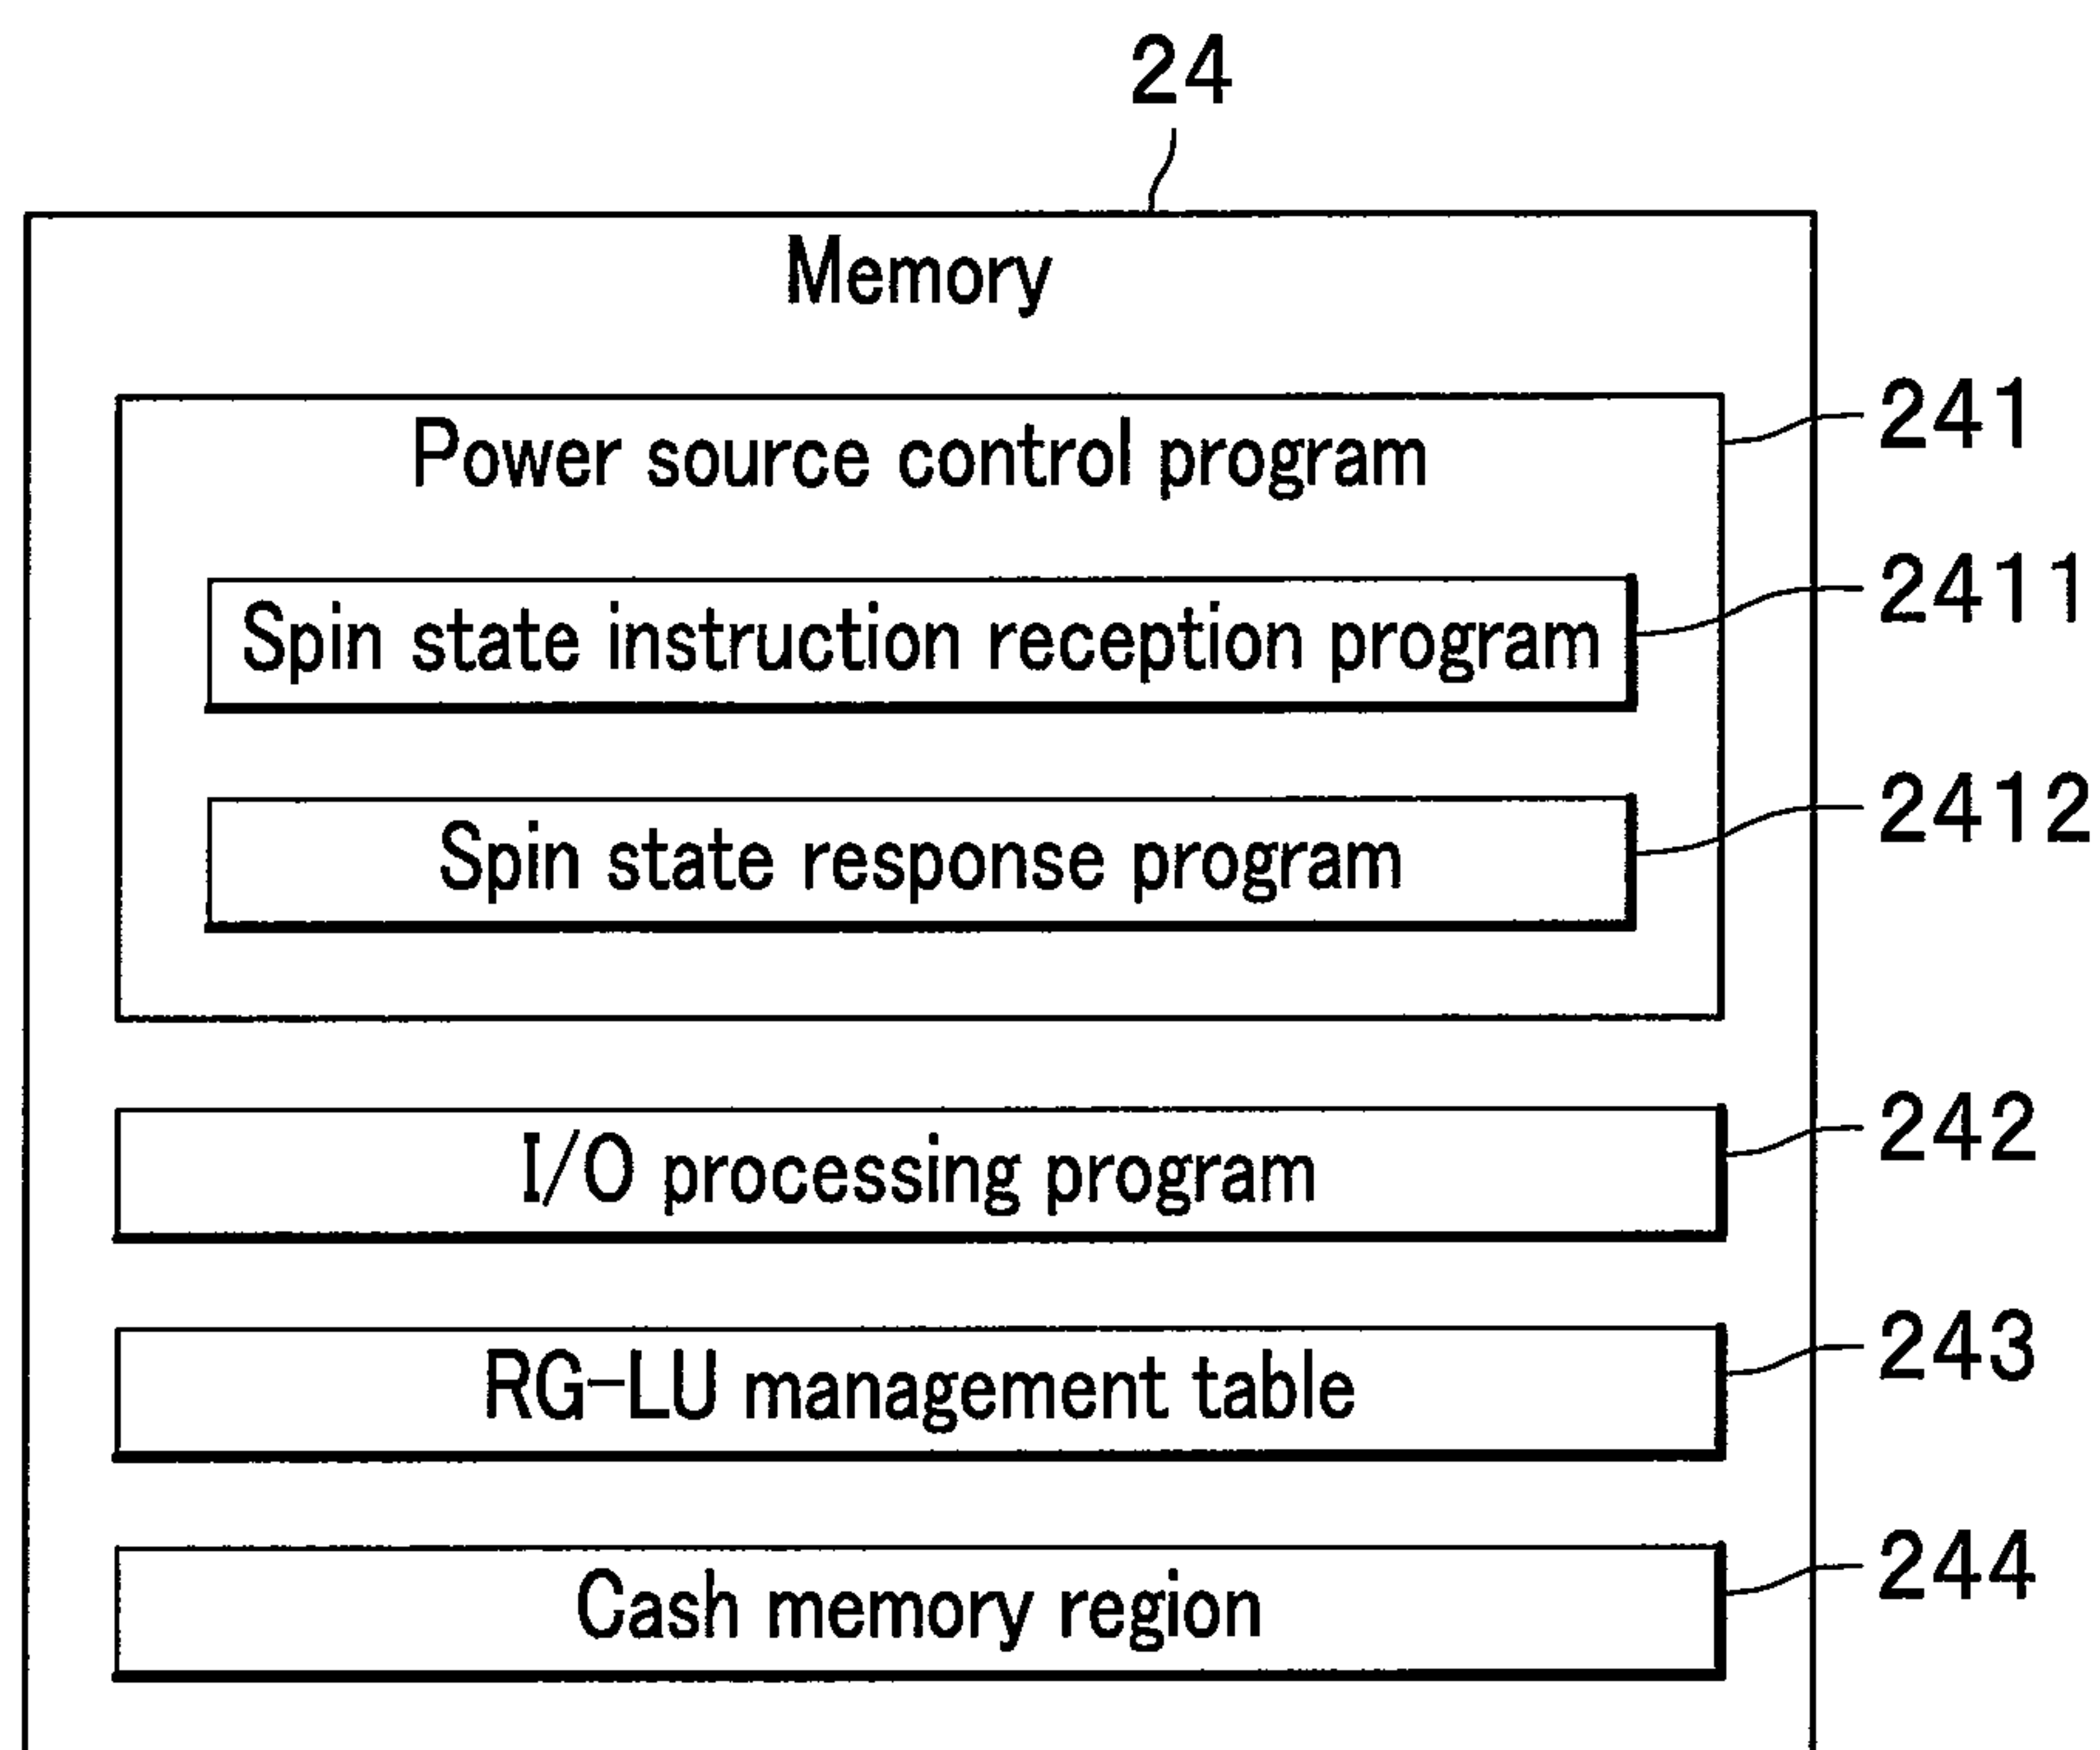 24
Memory
Power source control program
241
Spin state instruction reception program
2411
Spin state response program
2412
I/O processing program
242
RG-LU management table
243
Cash memory region
244